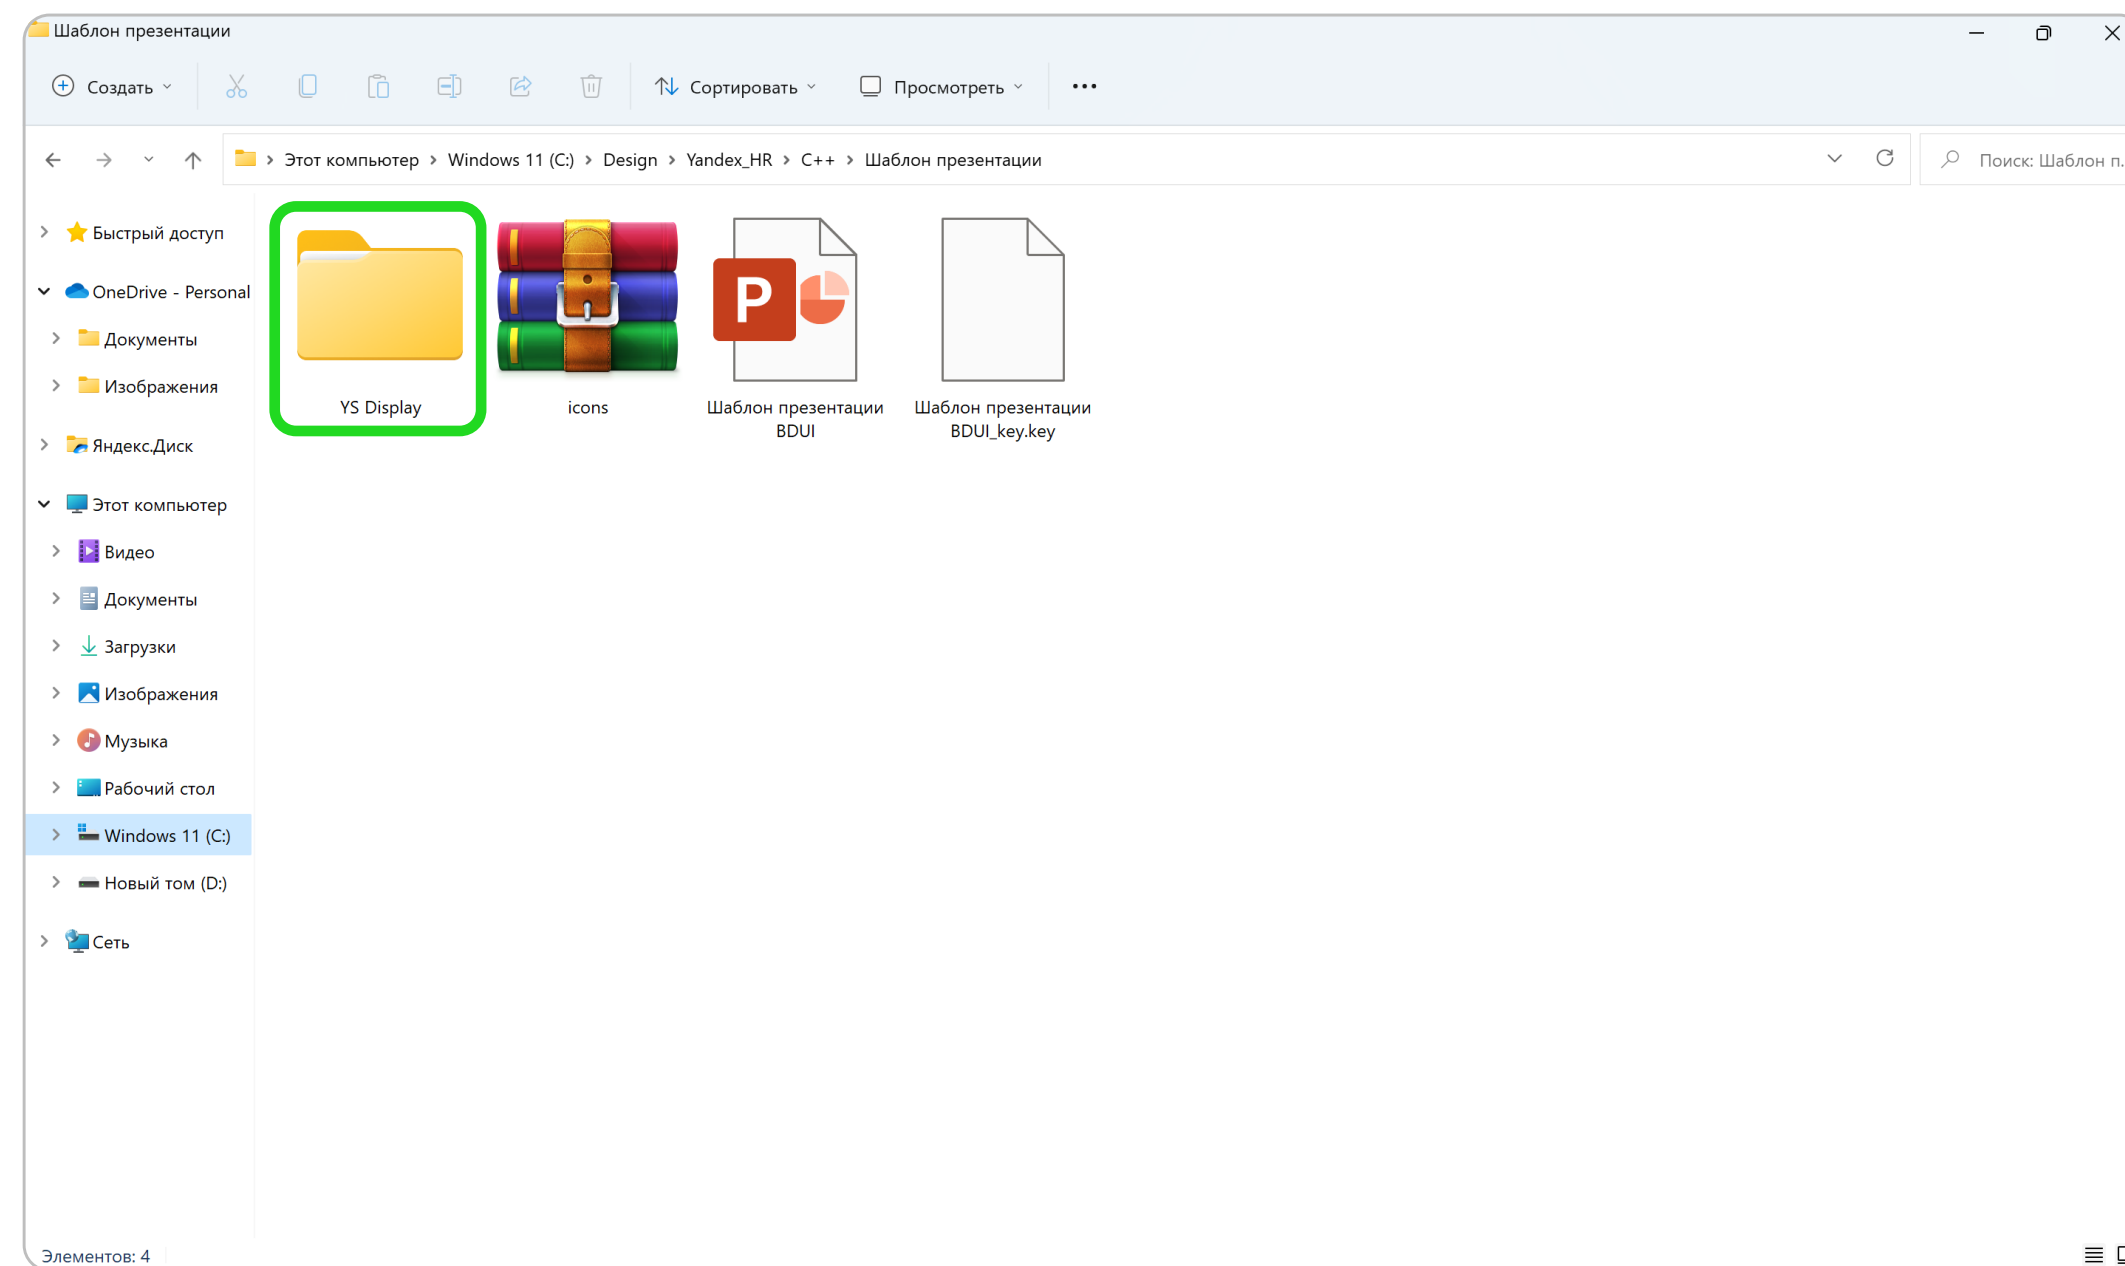 Шаблон презентации
Создать
Сортировать
Просмотреть
Этот компьютер > Windows 11 (C:) > Design > Yandex_HR > C++ > Шаблон презентации
Поиск: Шаблон п...
Быстрый доступ
OneDrive - Personal
Документы
Изображения
Яндекс.Диск
Этот компьютер
Видео
Документы
Загрузки
Изображения
Музыка
Рабочий стол
Windows 11 (C:)
Новый том (D:)
Сеть
YS Display
icons
P
Шаблон презентации
BDUI
Шаблон презентации
BDUI_key.key
Элементов: 4